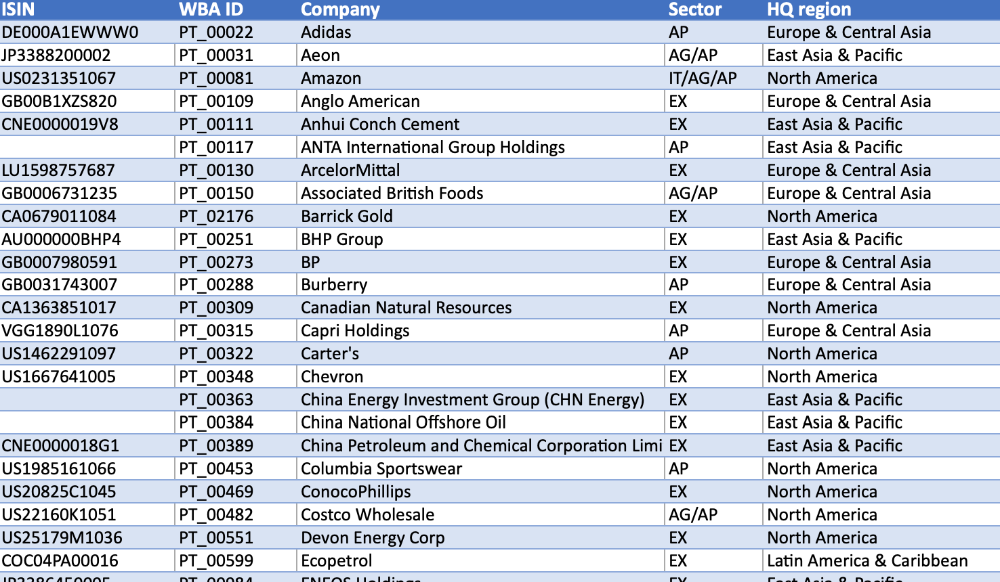 ISIN WBA ID Company Sector HQ region
DE000A1EWWW0 PT_00022 Adidas AP Europe & Central Asia
JP3388200002 PT_00031 Aeon AG/AP East Asia & Pacific
US0231351067 PT_00081 Amazon IT/AG/AP North America
GB00B1XZS820 PT_00109 Anglo American EX Europe & Central Asia
CNE0000019V8 PT_00111 Anhui Conch Cement EX East Asia & Pacific
PT_00117 ANTA International Group Holdings AP East Asia & Pacific
LU1598757687 PT_00130 ArcelorMittal EX Europe & Central Asia
GB0006731235 PT_00150 Associated British Foods AG/AP Europe & Central Asia
CA0679011084 PT_02176 Barrick Gold EX North America
AU000000BHP4 PT_00251 BHP Group EX East Asia & Pacific
GB0007980591 PT_00273 BP EX Europe & Central Asia
GB0031743007 PT_00288 Burberry AP Europe & Central Asia
CA1363851017 PT_00309 Canadian Natural Resources EX North America
VGG1890L1076 PT_00315 Capri Holdings AP Europe & Central Asia
US1462291097 PT_00322 Carter's AP North America
US1667641005 PT_00348 Chevron EX North America
PT_00363 China Energy Investment Group (CHN Energy) EX East Asia & Pacific
PT_00384 China National Offshore Oil EX East Asia & Pacific
CNE0000018G1 PT_00389 China Petroleum and Chemical Corporation Limi EX East Asia & Pacific
US1985161066 PT_00453 Columbia Sportswear AP North America
US20825C1045 PT_00469 ConocoPhillips EX North America
US22160K1051 PT_00482 Costco Wholesale AG/AP North America
US25179M1036 PT_00551 Devon Energy Corp EX North America
COC04PA00016 PT_00599 Ecopetrol EX Latin America & Caribbean
PT_00984 ENEOS Holdings EX East Asia & Pacific